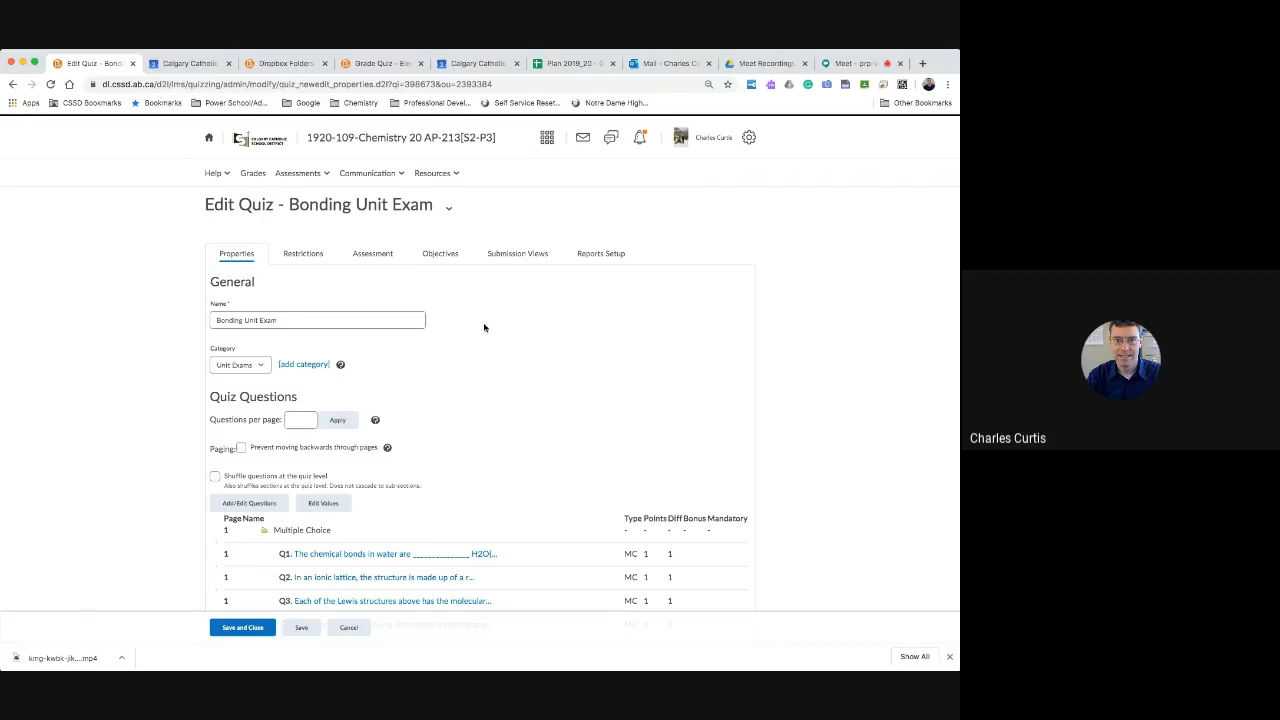 Edit Quiz - Bondi
Calgary Catholic
Dropbox Folders
Grade Quiz - Ele
Calgary Catholic
Plan 2019_20 - G
Mail - Charles C
Meet Recordings
Meet - prp-v
dl.cssd.ab.ca/d2l/lms/quizzing/admin/modify/quiz_newedit_properties.d2l?qi=398673&ou=2393384
Apps
CSSD Bookmarks
Bookmarks
Power School/Ad...
Google
Chemistry
Professional Devel...
Self Service Reset...
Notre Dame High...
Other Bookmarks
CALGARY CATHOLIC
SCHOOL DISTRICT
1920-109-Chemistry 20 AP-213[S2-P3]
Charles Curtis
Help
Grades
Assessments
Communication
Resources
Edit Quiz - Bonding Unit Exam
Properties
Restrictions
Assessment
Objectives
Submission Views
Reports Setup
General
Name *
Bonding Unit Exam
Category
Unit Exams
[add category]
Quiz Questions
Questions per page:
Apply
Paging:
Prevent moving backwards through pages
Shuffle questions at the quiz level
Also shuffles sections at the quiz level. Does not cascade to sub-sections.
Add/Edit Questions
Edit Values
Page Name Type Points Diff Bonus Mandatory
1 Multiple Choice - - - - -
1 Q1. The chemical bonds in water are ______________ H2O(... MC 1 1
1 Q2. In an ionic lattice, the structure is made up of a r... MC 1 1
1 Q3. Each of the Lewis structures above has the molecular... MC 1 1
Save and Close
Save
Cancel
kmg-kwbk-jik....mp4
Show All
Charles Curtis